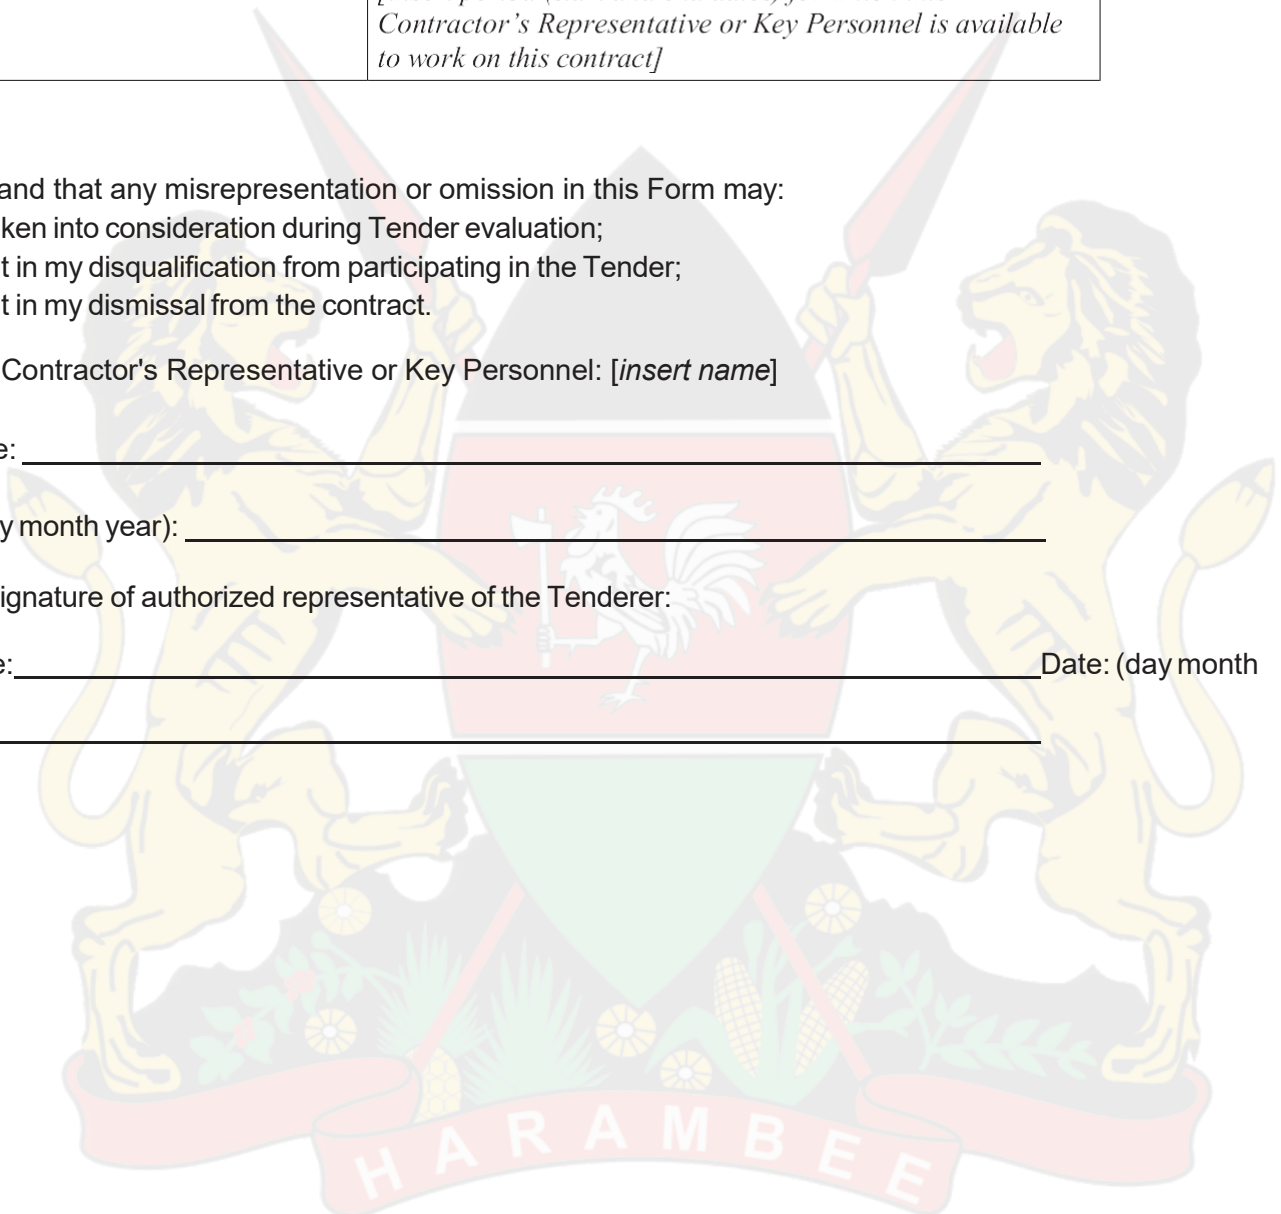 Contractor's Representative or Key Personnel is available
to work on this contract]
and that any misrepresentation or omission in this Form may:
ken into consideration during Tender evaluation;
t in my disqualification from participating in the Tender;
t in my dismissal from the contract.
Contractor's Representative or Key Personnel: [insert name]
e:
y month year):
ignature of authorized representative of the Tenderer:
e: Date: (day month
HARAMBEE